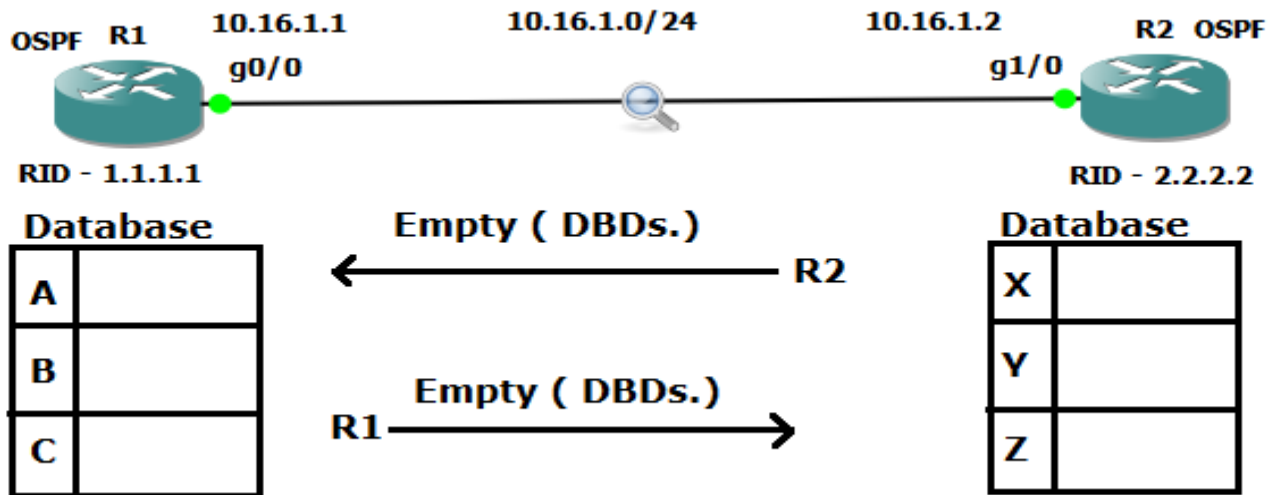 OSPF R1 10.16.1.1 10.16.1.0/24 10.16.1.2 R2 OSPF
g0/0 g1/0
RID - 1.1.1.1 RID - 2.2.2.2
Database Empty ( DBDs.) Database
R2
A X
B Y
Empty ( DBDs.)
R1
C Z